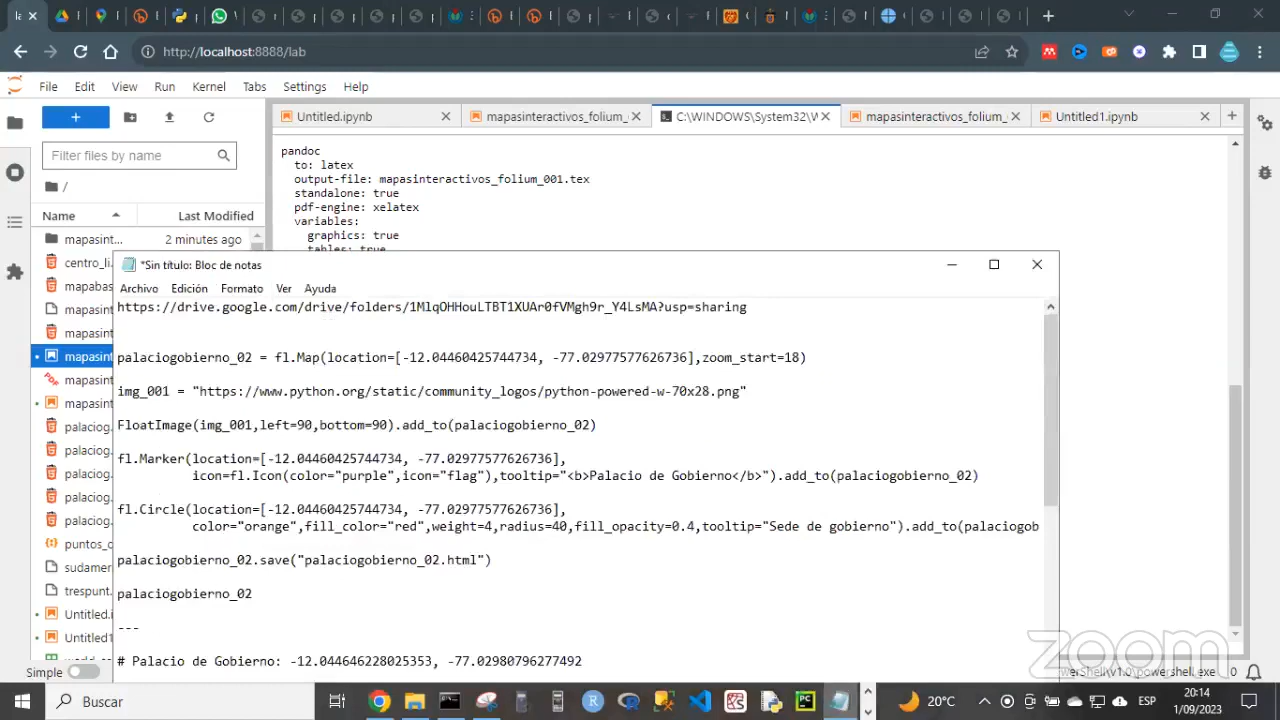 http://localhost:8888/lab
File Edit View Run Kernel Tabs Settings Help
Untitled.ipynb
mapasinteractivos_folium_
C:\WINDOWS\System32\W
mapasinteractivos_folium_
Untitled1.ipynb
Filter files by name
/
Name
Last Modified
mapasint... 2 minutes ago
centro_li
mapabas
mapasint
mapasint
mapasint
mapasint
mapasint
palaciog
palaciog
palaciog
palaciog
palaciog
puntos_c
sudamer
trespunt
Untitled.i
Untitled1
Simple
pandoc
to: latex
output-file: mapasinteractivos_folium_001.tex
standalone: true
pdf-engine: xelatex
variables:
graphics: true
tables: true
*Sin título: Bloc de notas
Archivo Edición Formato Ver Ayuda
https://drive.google.com/drive/folders/1MlqOHHouLTBT1XUAr0fVMgh9r_Y4LsMA?usp=sharing
palaciogobierno_02 = fl.Map(location=[-12.04460425744734, -77.02977577626736],zoom_start=18)
img_001 = "https://www.python.org/static/community_logos/python-powered-w-70x28.png"
FloatImage(img_001,left=90,bottom=90).add_to(palaciogobierno_02)
fl.Marker(location=[-12.04460425744734, -77.02977577626736],
icon=fl.Icon(color="purple",icon="flag"),tooltip="<b>Palacio de Gobierno</b>").add_to(palaciogobierno_02)
fl.Circle(location=[-12.04460425744734, -77.02977577626736],
color="orange",fill_color="red",weight=4,radius=40,fill_opacity=0.4,tooltip="Sede de gobierno").add_to(palaciogob
palaciogobierno_02.save("palaciogobierno_02.html")
palaciogobierno_02
---
# Palacio de Gobierno: -12.044646228025353, -77.02980796277492
zoom
werShell\v1.0\powershell.exe 0
Buscar
20°C
ESP
20:14
1/09/2023